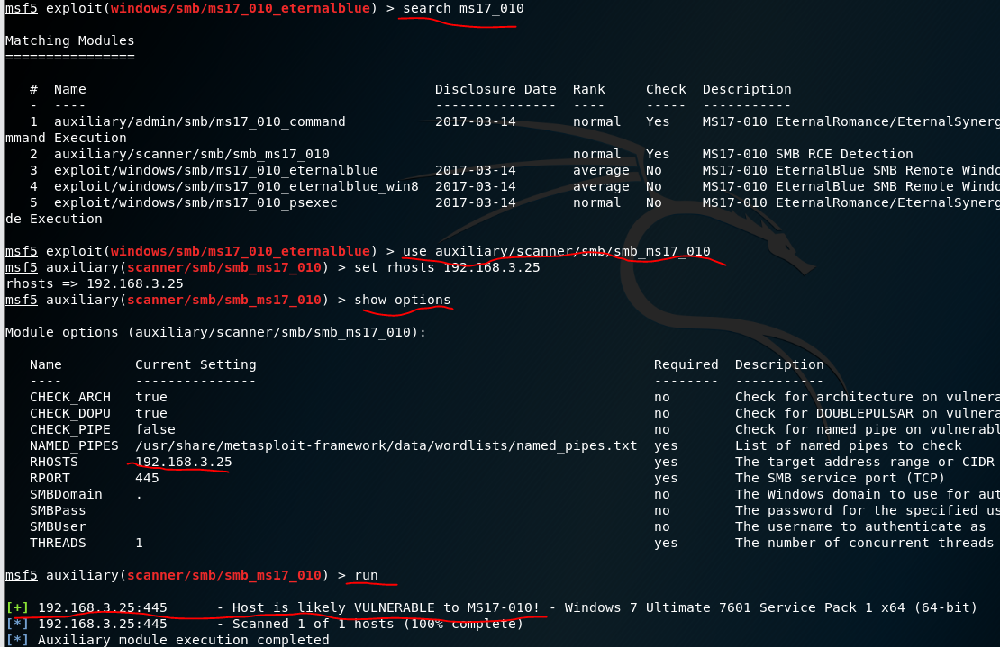 msf5 exploit(windows/smb/ms17_010_eternalblue) > search ms17_010
Matching Modules
================
#  Name                                      Disclosure Date  Rank     Check  Description
-  ----                                      ---------------  ----     -----  -----------
1  auxiliary/admin/smb/ms17_010_command      2017-03-14       normal   Yes    MS17-010 EternalRomance/EternalSynerg
mmand Execution
2  auxiliary/scanner/smb/smb_ms17_010                         normal   Yes    MS17-010 SMB RCE Detection
3  exploit/windows/smb/ms17_010_eternalblue  2017-03-14       average  No     MS17-010 EternalBlue SMB Remote Windo
4  exploit/windows/smb/ms17_010_eternalblue_win8  2017-03-14  average  No     MS17-010 EternalBlue SMB Remote Windo
5  exploit/windows/smb/ms17_010_psexec       2017-03-14       normal   No     MS17-010 EternalRomance/EternalSynerg
de Execution
msf5 exploit(windows/smb/ms17_010_eternalblue) > use auxiliary/scanner/smb/smb_ms17_010
msf5 auxiliary(scanner/smb/smb_ms17_010) > set rhosts 192.168.3.25
rhosts => 192.168.3.25
msf5 auxiliary(scanner/smb/smb_ms17_010) > show options
Module options (auxiliary/scanner/smb/smb_ms17_010):
Name         Current Setting                                                 Required  Description
----         ---------------                                                 --------  -----------
CHECK_ARCH   true                                                            no        Check for architecture on vulnera
CHECK_DOPU   true                                                            no        Check for DOUBLEPULSAR on vulnera
CHECK_PIPE   false                                                           no        Check for named pipe on vulnerabl
NAMED_PIPES  /usr/share/metasploit-framework/data/wordlists/named_pipes.txt  yes       List of named pipes to check
RHOSTS       192.168.3.25                                                    yes       The target address range or CIDR
RPORT        445                                                             yes       The SMB service port (TCP)
SMBDomain    .                                                               no        The Windows domain to use for aut
SMBPass                                                                      no        The password for the specified us
SMBUser                                                                      no        The username to authenticate as
THREADS      1                                                               yes       The number of concurrent threads
msf5 auxiliary(scanner/smb/smb_ms17_010) > run
[+] 192.168.3.25:445      - Host is likely VULNERABLE to MS17-010! - Windows 7 Ultimate 7601 Service Pack 1 x64 (64-bit)
[*] 192.168.3.25:445      - Scanned 1 of 1 hosts (100% complete)
[*] Auxiliary module execution completed